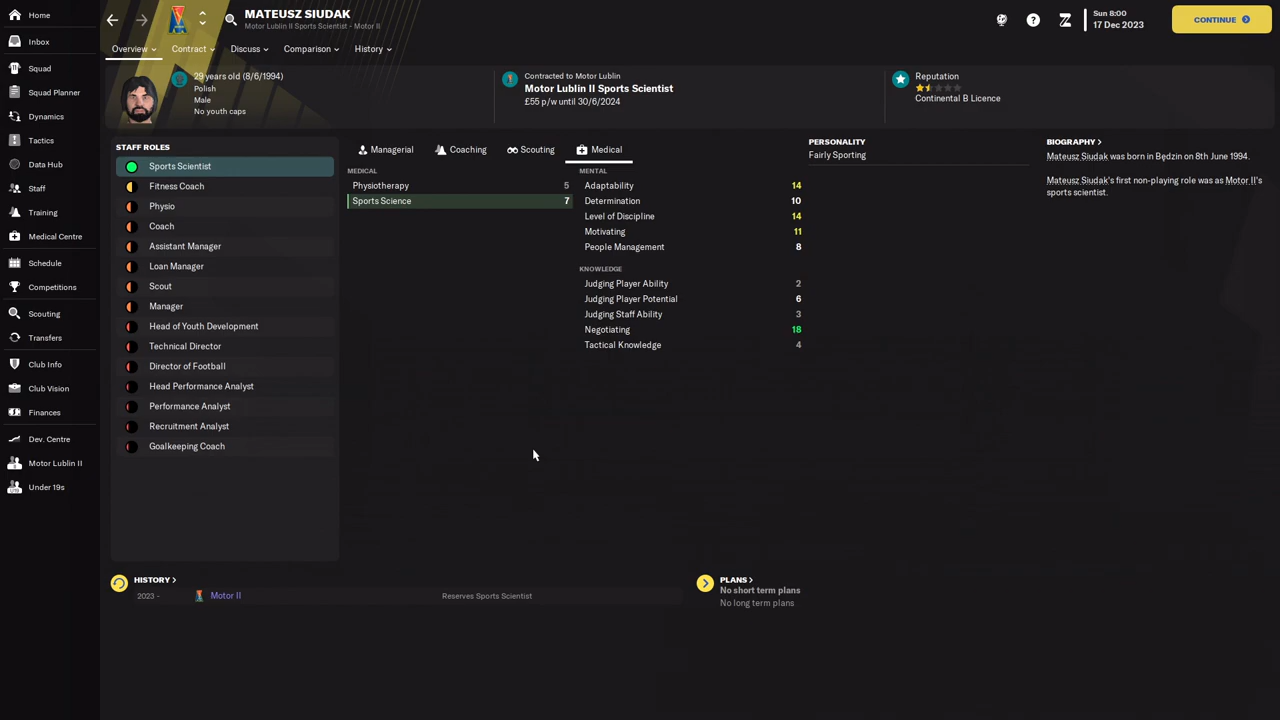 Home
Inbox
Squad
Squad Planner
Dynamics
Tactics
Data Hub
Staff
Training
Medical Centre
Schedule
Competitions
Scouting
Transfers
Club Info
Club Vision
Finances
Dev. Centre
Motor Lublin II
Under 19s
MATEUSZ SIUDAK
Motor Lublin II Sports Scientist - Motor II
Sun 8:00
17 Dec 2023
CONTINUE
Overview
Contract
Discuss
Comparison
History
29 years old (8/6/1994)
Polish
Male
No youth caps
Contracted to Motor Lublin
Motor Lublin II Sports Scientist
£55 p/w until 30/6/2024
Reputation
Continental B Licence
STAFF ROLES
Sports Scientist
Fitness Coach
Physio
Coach
Assistant Manager
Loan Manager
Scout
Manager
Head of Youth Development
Technical Director
Director of Football
Head Performance Analyst
Performance Analyst
Recruitment Analyst
Goalkeeping Coach
Managerial
Coaching
Scouting
Medical
MEDICAL
Physiotherapy 5
Sports Science 7
MENTAL
Adaptability 14
Determination 10
Level of Discipline 14
Motivating 11
People Management 8
KNOWLEDGE
Judging Player Ability 2
Judging Player Potential 6
Judging Staff Ability 3
Negotiating 18
Tactical Knowledge 4
PERSONALITY
Fairly Sporting
BIOGRAPHY >
Mateusz Siudak was born in Będzin on 8th June 1994.
Mateusz Siudak's first non-playing role was as Motor II's
sports scientist.
HISTORY >
2023 - Motor II Reserves Sports Scientist
PLANS >
No short term plans
No long term plans